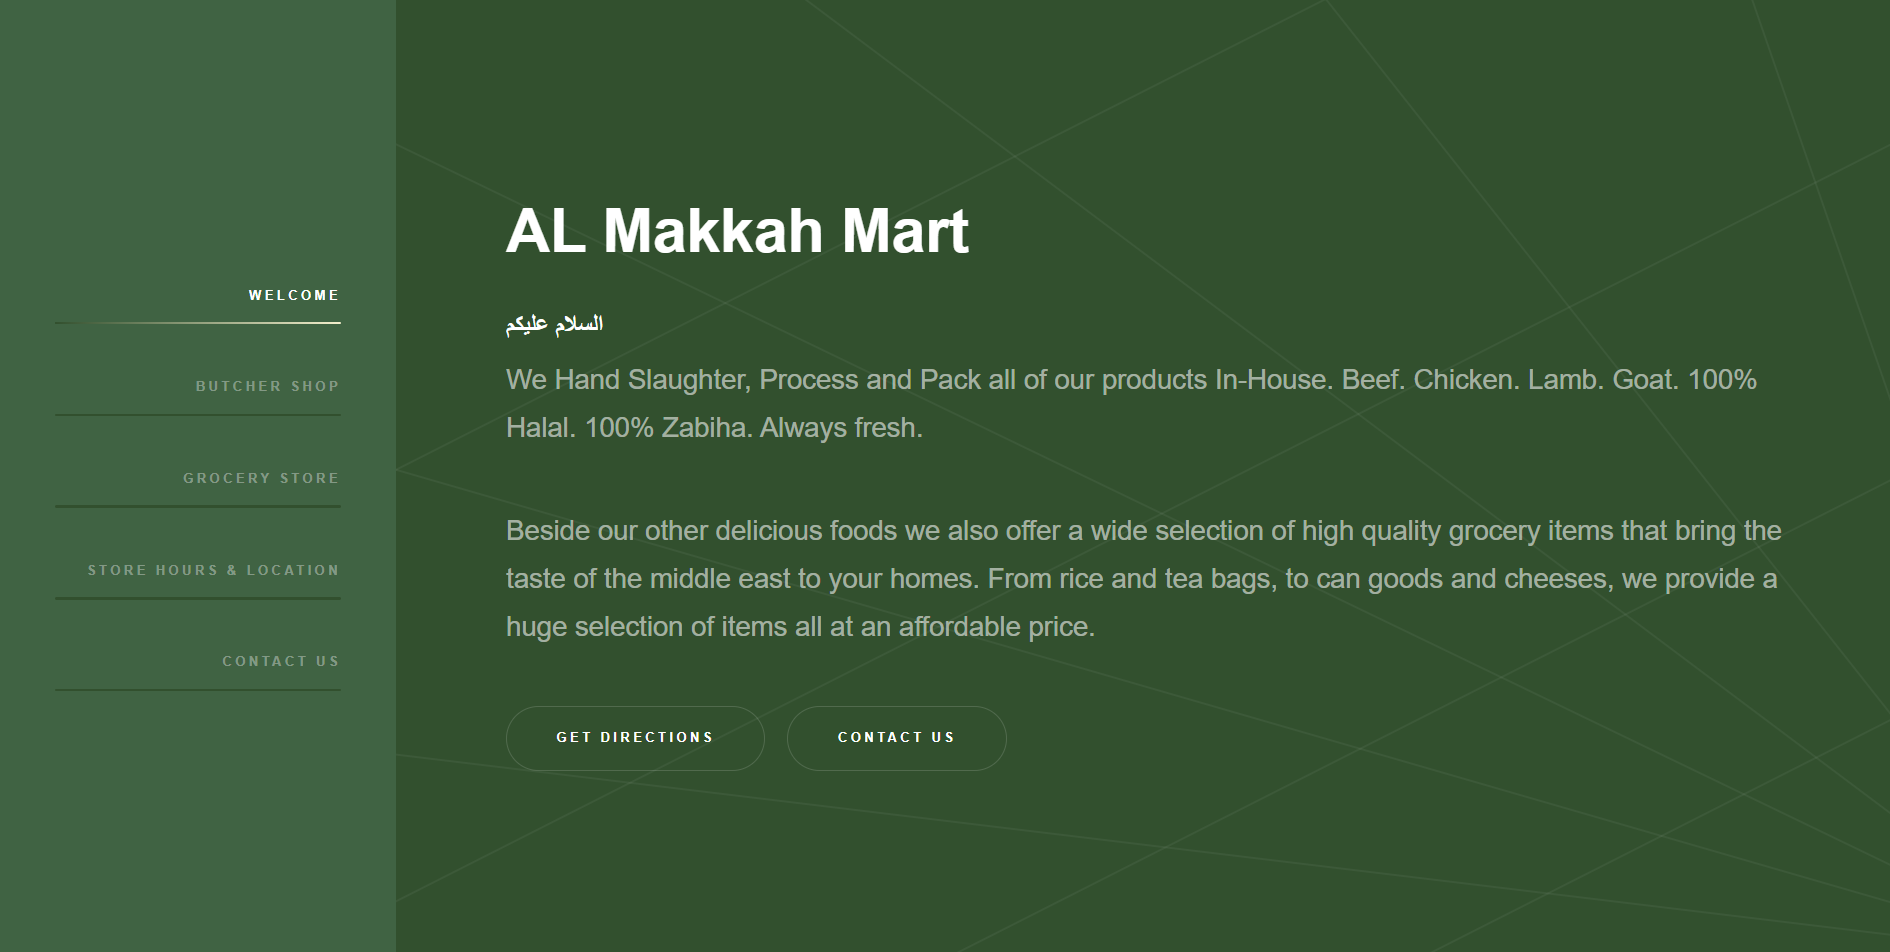 WELCOME
BUTCHER SHOP
GROCERY STORE
STORE HOURS & LOCATION
CONTACT US
AL Makkah Mart
السلام عليكم
We Hand Slaughter, Process and Pack all of our products In-House. Beef. Chicken. Lamb. Goat. 100%
Halal. 100% Zabiha. Always fresh.
Beside our other delicious foods we also offer a wide selection of high quality grocery items that bring the
taste of the middle east to your homes. From rice and tea bags, to can goods and cheeses, we provide a
huge selection of items all at an affordable price.
GET DIRECTIONS
CONTACT US